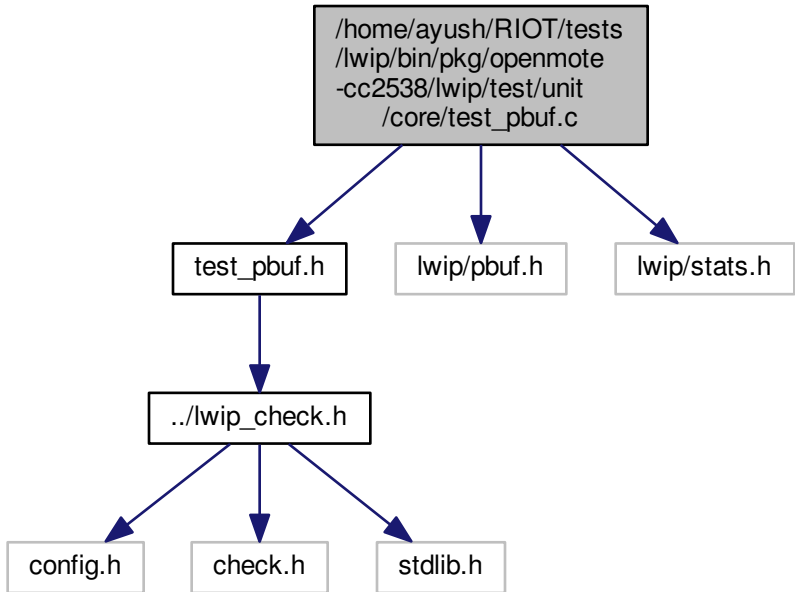 /home/ayush/RIOT/tests
/lwip/bin/pkg/openmote
-cc2538/lwip/test/unit
/core/test_pbuf.c
test_pbuf.h
lwip/pbuf.h
lwip/stats.h
../lwip_check.h
config.h
check.h
stdlib.h